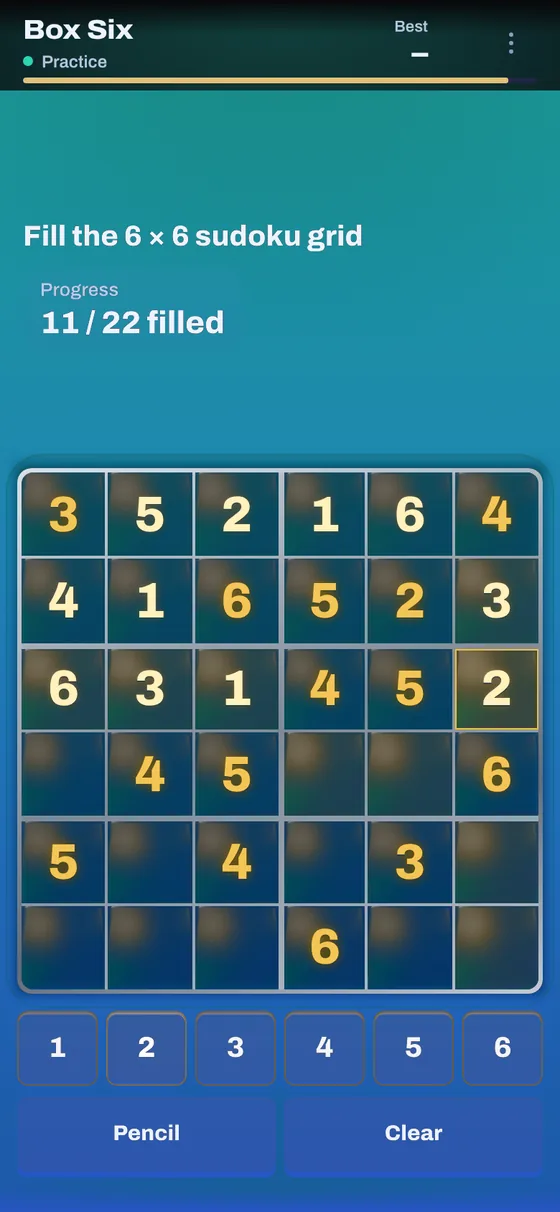 Box Six
Best
Practice
–
Fill the 6 × 6 sudoku grid
Progress
11 / 22 filled
3 5 2 1 6 4
4 1 6 5 2 3
6 3 1 4 5 2
4 5 6
5 4 3
6
1 2 3 4 5 6
Pencil Clear